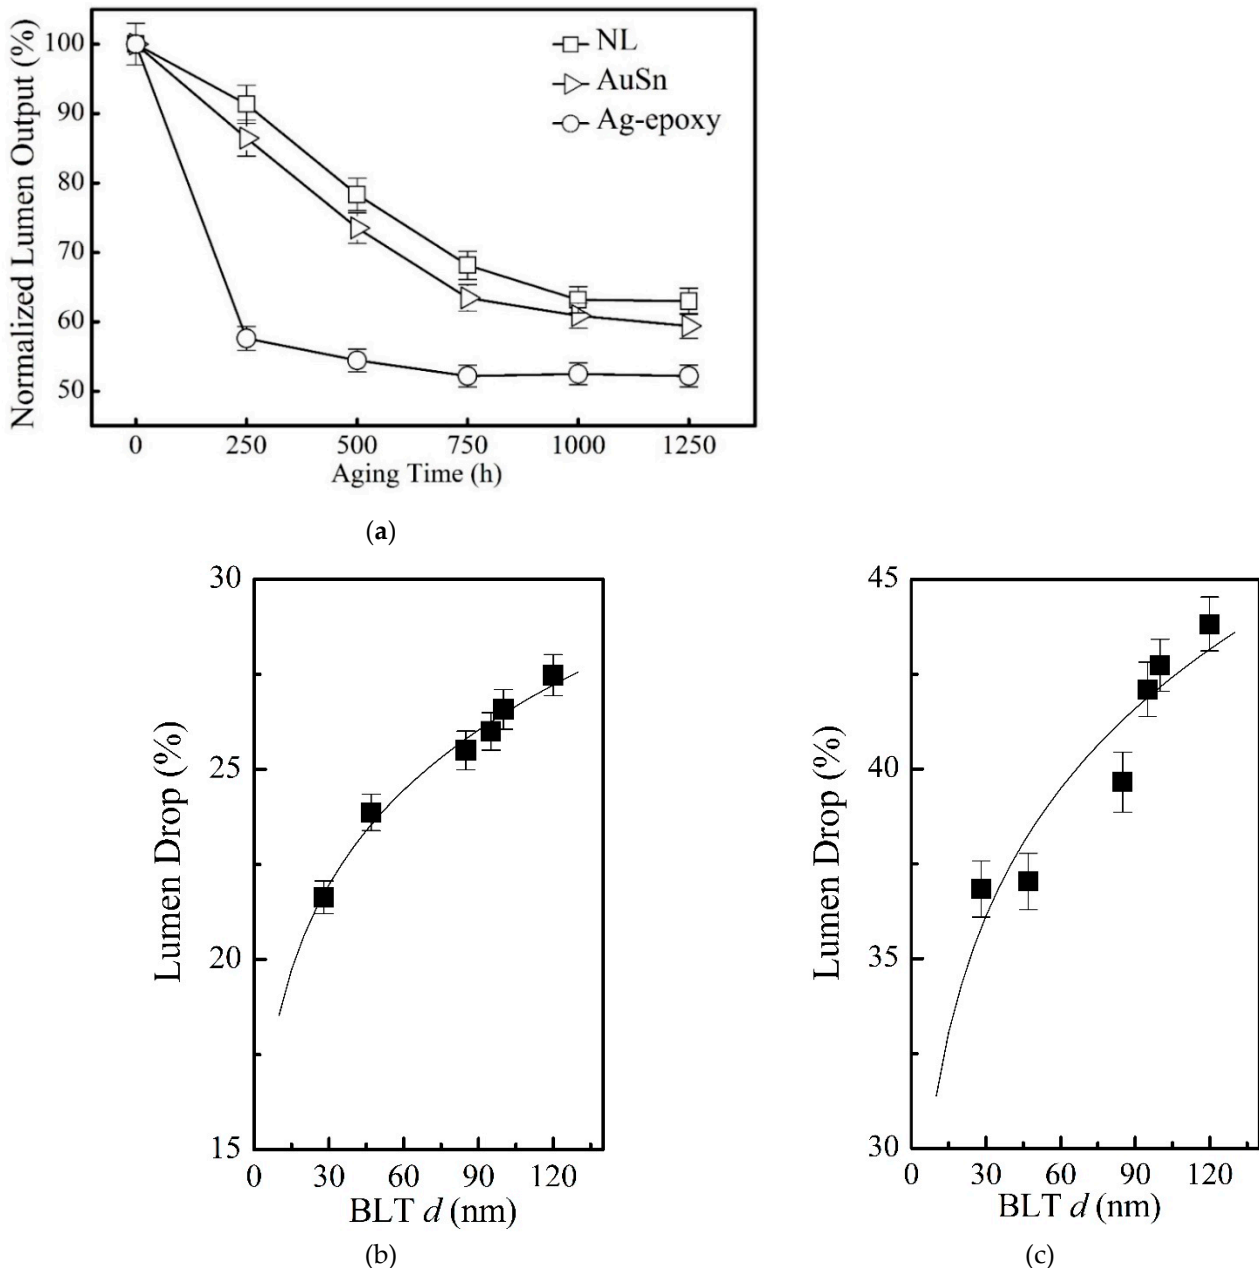 Normalized Lumen Output (%)
100
90
80
70
60
50
NL
AuSn
Ag-epoxy
0 250 500 750 1000 1250
Aging Time (h)
(a)
Lumen Drop (%)
30
25
20
15
0 30 60 90 120
BLT d (nm)
(b)
Lumen Drop (%)
45
40
35
30
0 30 60 90 120
BLT d (nm)
(c)